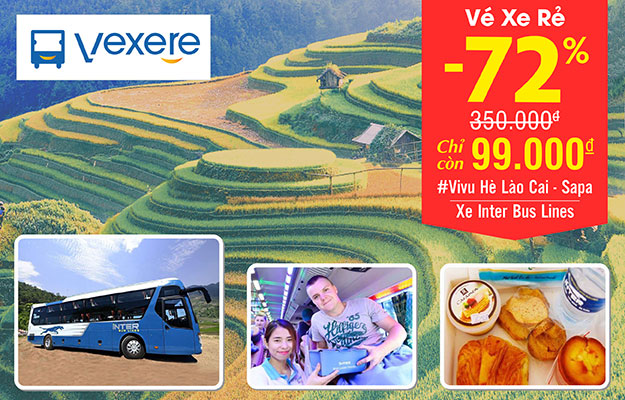 vexere
Vé Xe Rẻ
-72%
350.000đ
Chỉ còn 99.000đ
#Vivu Hè Lào Cai - Sapa
Xe Inter Bus Lines
INTER